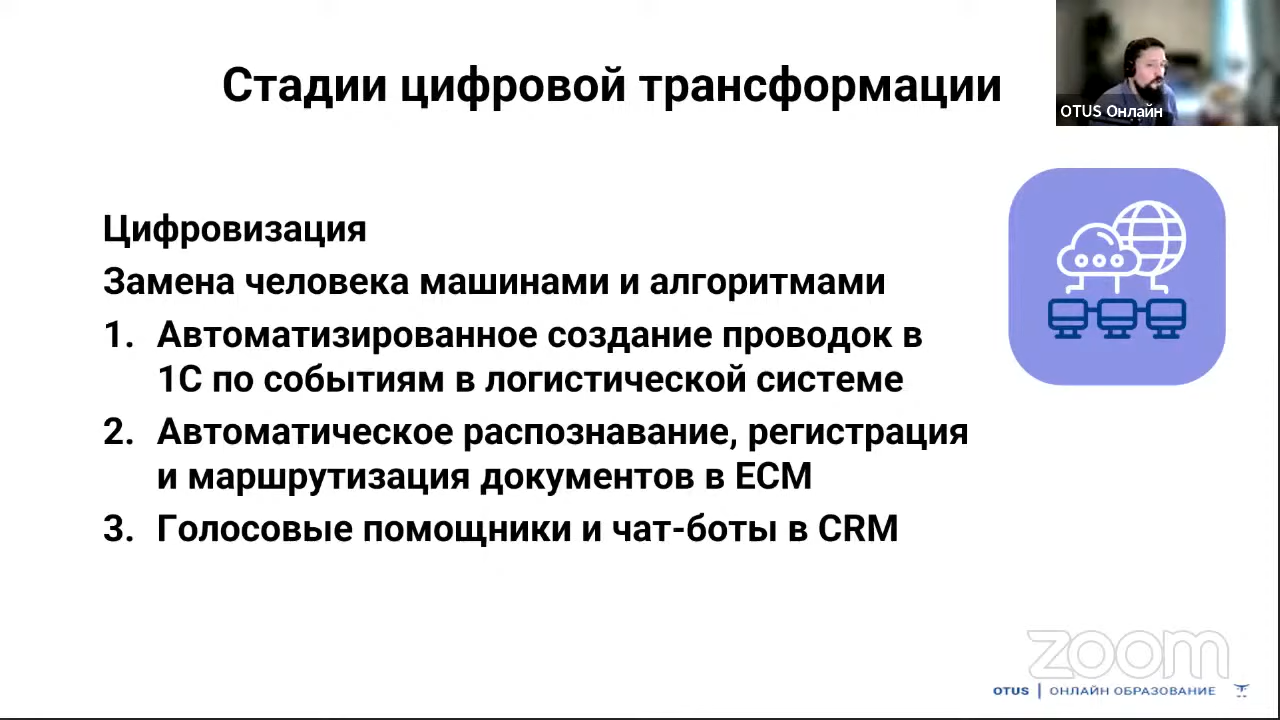 Стадии цифровой трансформации
OTUS Онлайн
Цифровизация
Замена человека машинами и алгоритмами
1. Автоматизированное создание проводок в
1С по событиям в логистической системе
2. Автоматическое распознавание, регистрация
и маршрутизация документов в ECM
3. Голосовые помощники и чат-боты в CRM
zoom
OTUS | ОНЛАЙН ОБРАЗОВАНИЕ